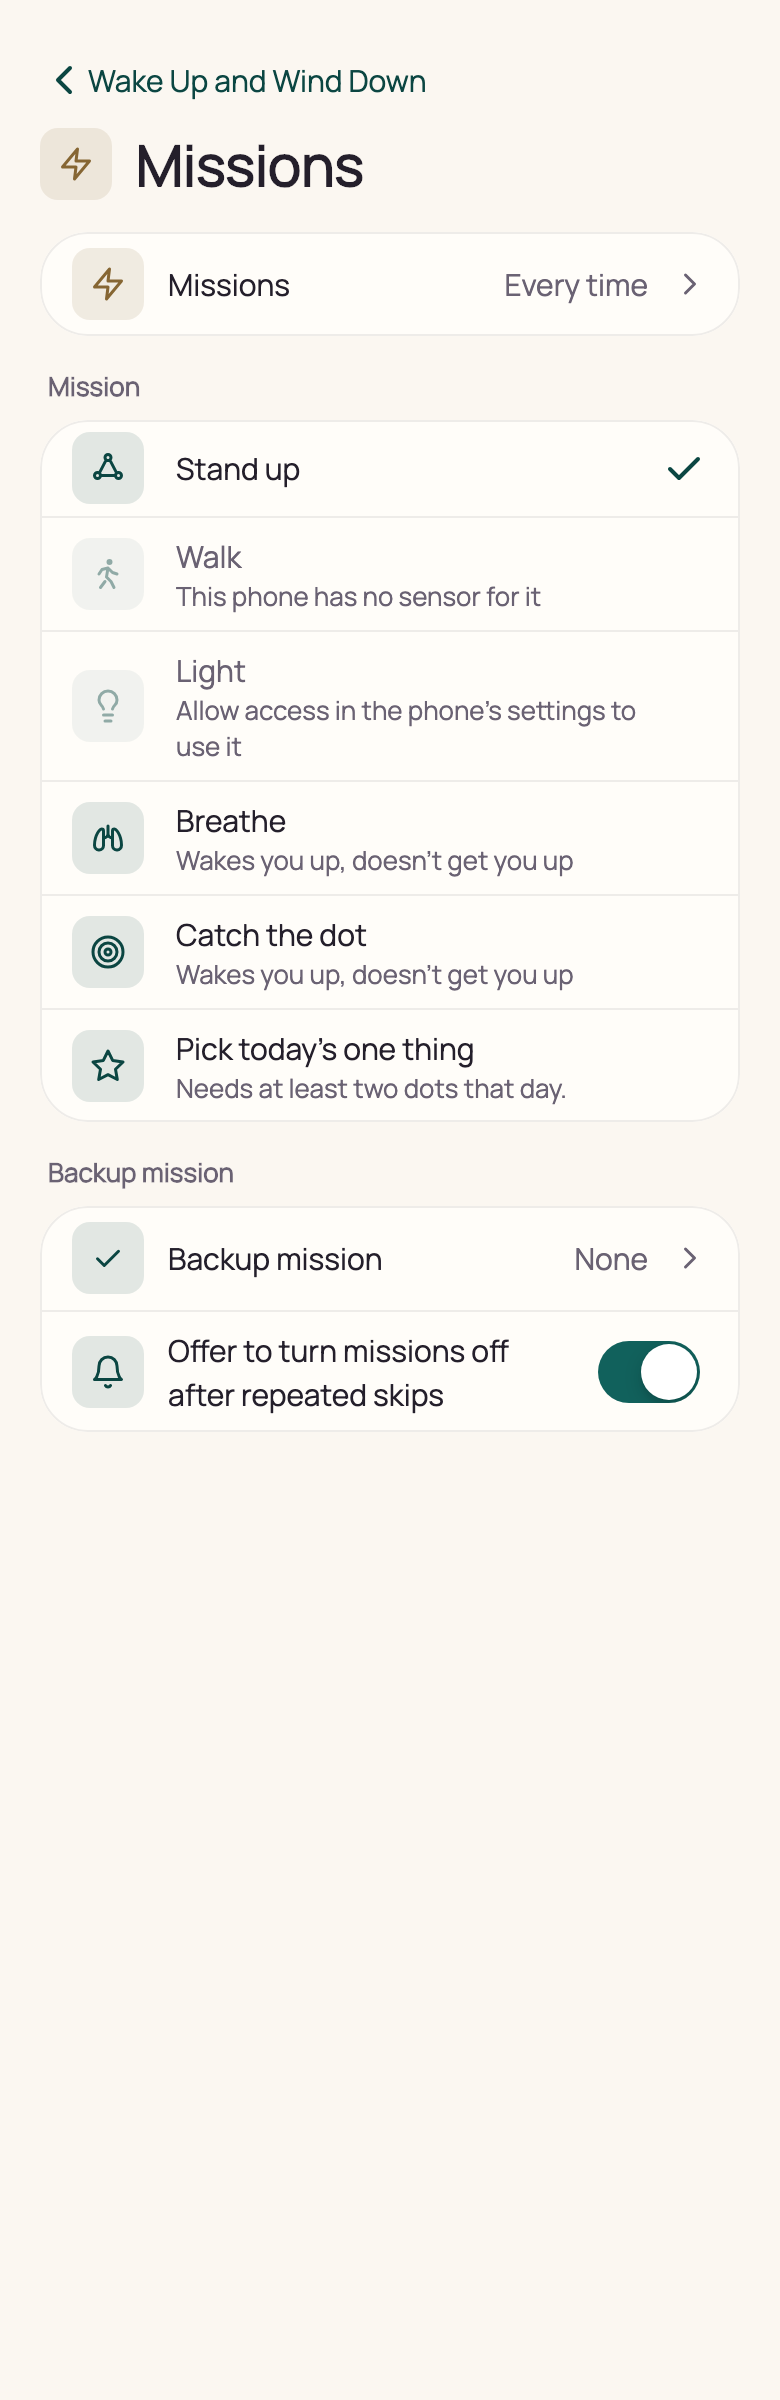 Wake Up and Wind Down
Missions
Missions
Every time
Mission
Stand up
Walk
This phone has no sensor for it
Light
Allow access in the phone’s settings to
use it
Breathe
Wakes you up, doesn’t get you up
Catch the dot
Wakes you up, doesn’t get you up
Pick today’s one thing
Needs at least two dots that day.
Backup mission
Backup mission
None
Offer to turn missions off
after repeated skips